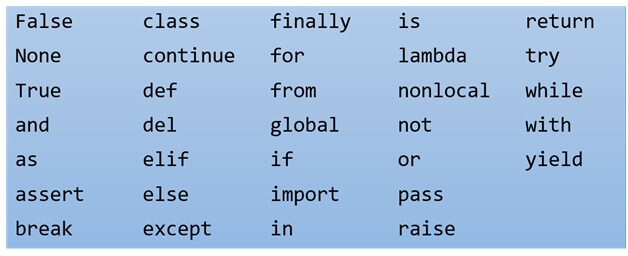 False class finally is return
None continue for lambda try
True def from nonlocal while
and del global not with
as elif if or yield
assert else import pass
break except in raise